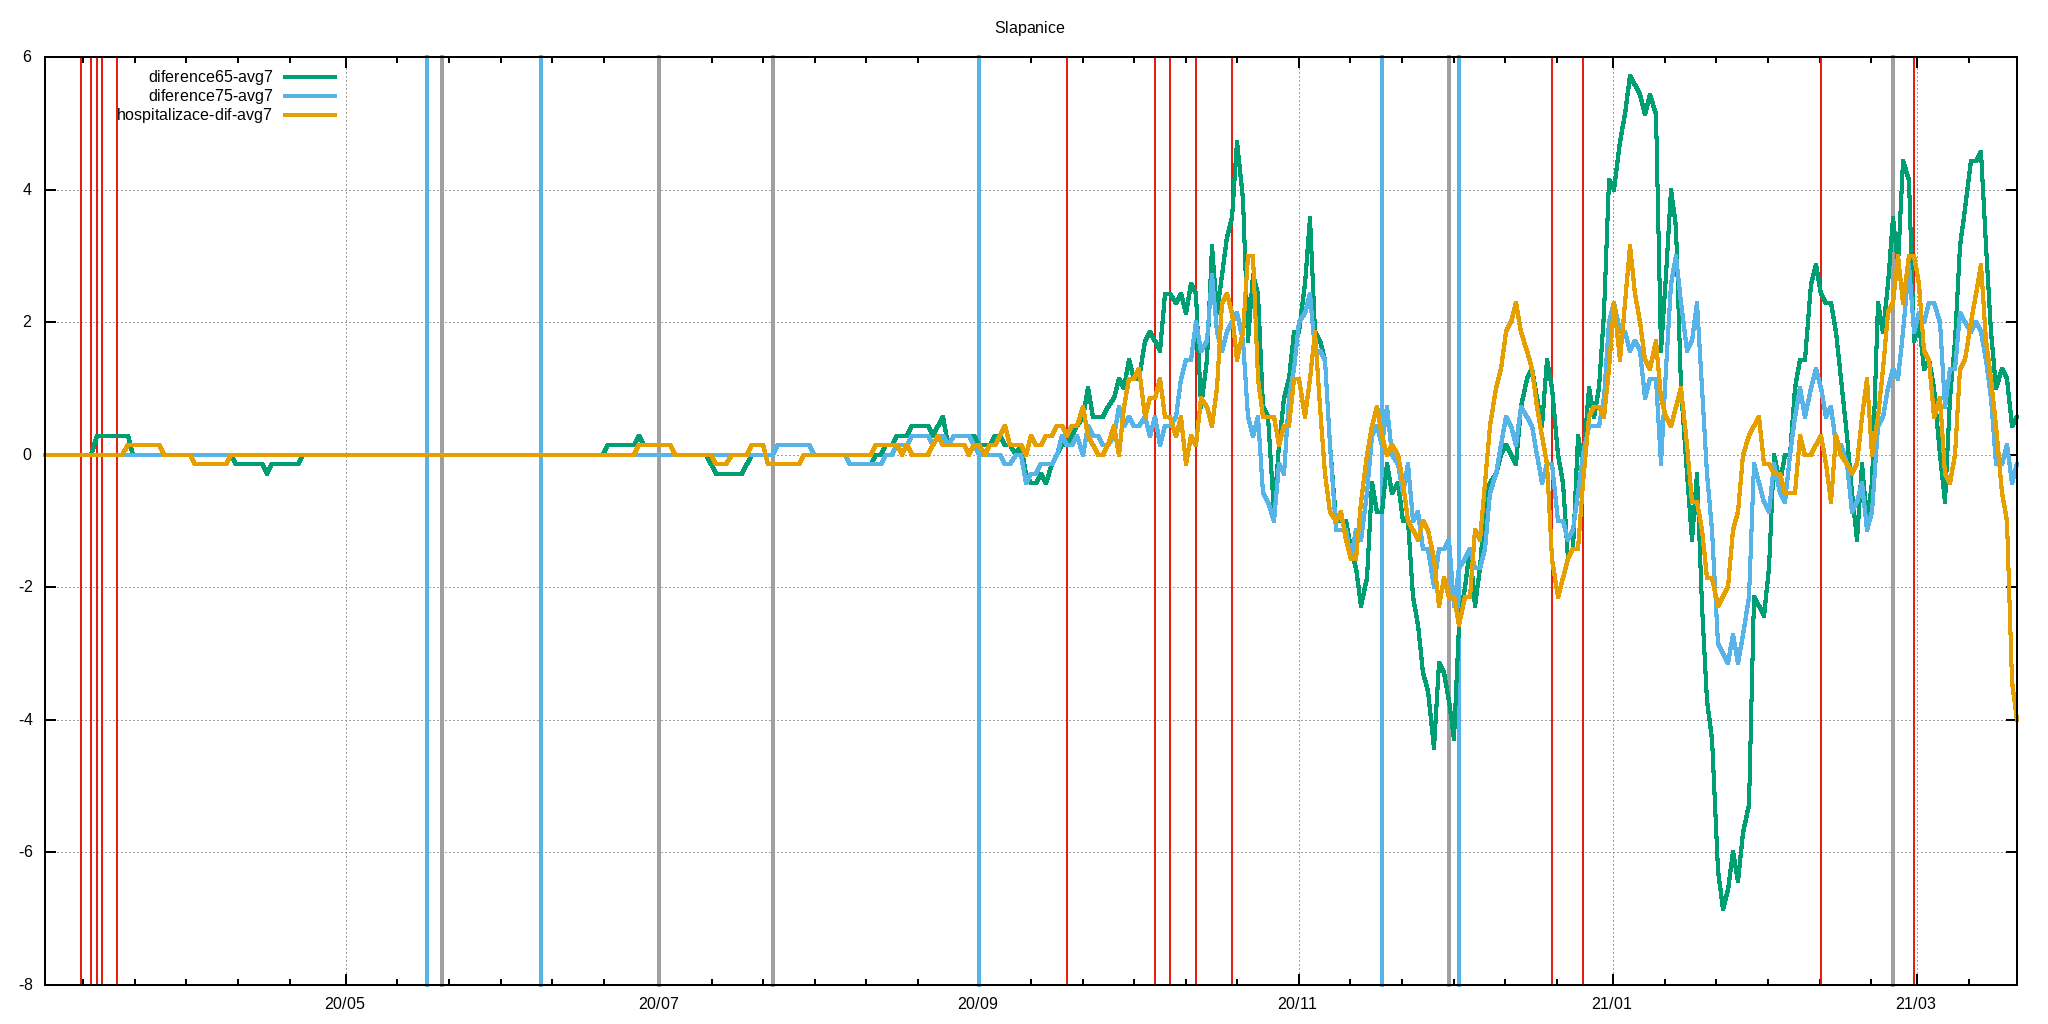 Slapanice
6
diference65-avg7
diference75-avg7
hospitalizace-dif-avg7
4
2
0
-2
-4
-6
-8
20/05 20/07 20/09 20/11 21/01 21/03